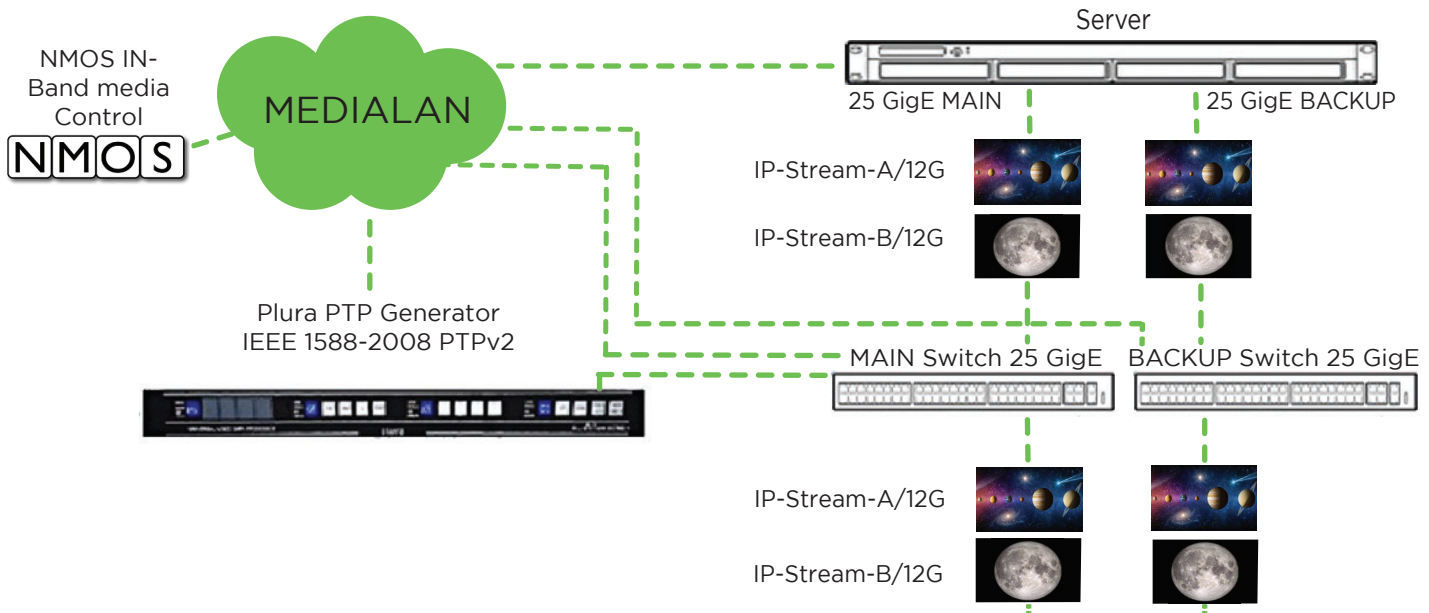 Server
NMOS IN-
Band media
Control
NMOS
MEDIALAN
25 GigE MAIN
25 GigE BACKUP
IP-Stream-A/12G
IP-Stream-B/12G
Plura PTP Generator
IEEE 1588-2008 PTPv2
MAIN Switch 25 GigE
BACKUP Switch 25 GigE
IP-Stream-A/12G
IP-Stream-B/12G